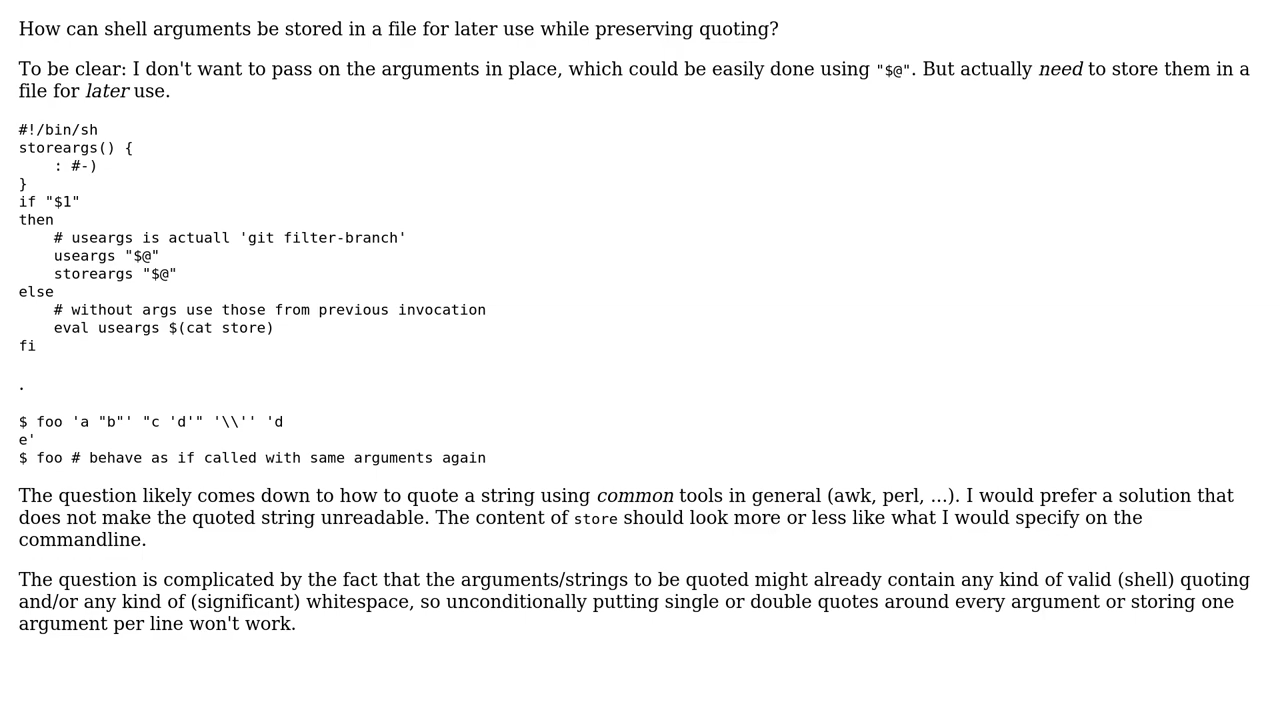 How can shell arguments be stored in a file for later use while preserving quoting?
To be clear: I don't want to pass on the arguments in place, which could be easily done using "$@". But actually need to store them in a
file for later use.
#!/bin/sh
storeargs() {
    : #-)
}
if "$1"
then
    # useargs is actuall 'git filter-branch'
    useargs "$@"
    storeargs "$@"
else
    # without args use those from previous invocation
    eval useargs $(cat store)
fi
.
$ foo 'a "b"' "c 'd'" '\\'' 'd
e'
$ foo # behave as if called with same arguments again
The question likely comes down to how to quote a string using common tools in general (awk, perl, ...). I would prefer a solution that
does not make the quoted string unreadable. The content of store should look more or less like what I would specify on the
commandline.
The question is complicated by the fact that the arguments/strings to be quoted might already contain any kind of valid (shell) quoting
and/or any kind of (significant) whitespace, so unconditionally putting single or double quotes around every argument or storing one
argument per line won't work.